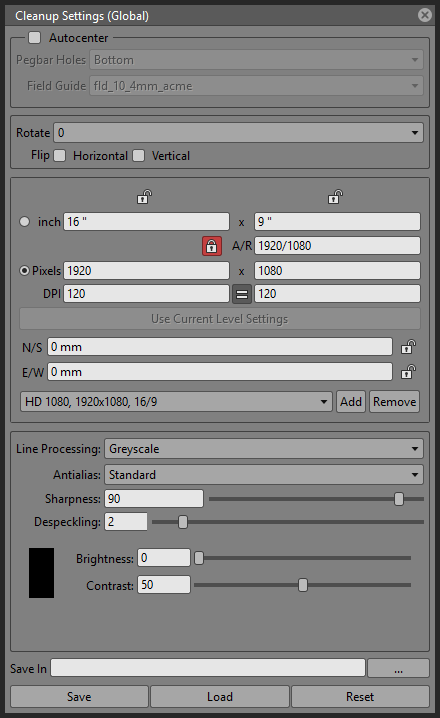 Cleanup Settings (Global)
Autocenter
Pegbar Holes Bottom
Field Guide fld_10_4mm_acme
Rotate 0
Flip Horizontal Vertical
inch 16 " x 9 "
A/R 1920/1080
Pixels 1920 x 1080
DPI 120 = 120
Use Current Level Settings
N/S 0 mm
E/W 0 mm
HD 1080, 1920x1080, 16/9 Add Remove
Line Processing: Greyscale
Antialias: Standard
Sharpness: 90
Despeckling: 2
Brightness: 0
Contrast: 50
Save In ...
Save Load Reset